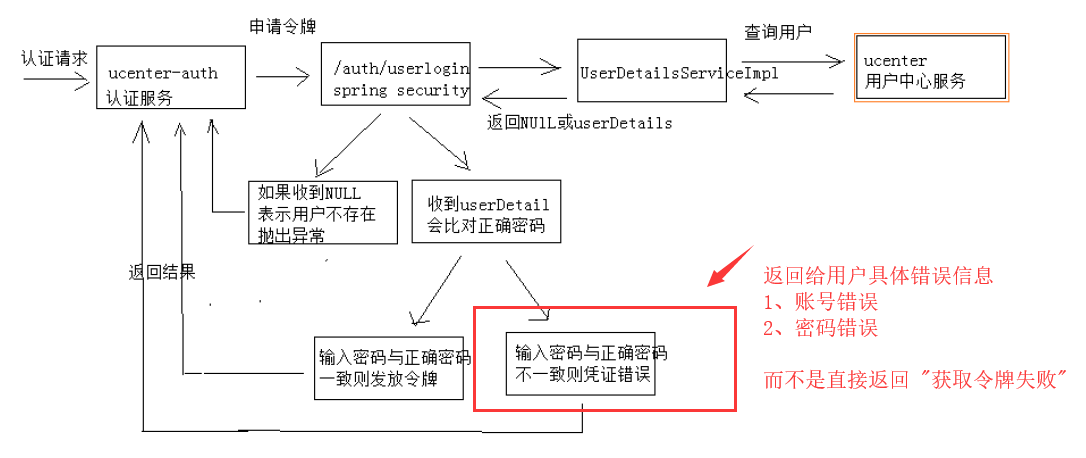 申请令牌
认证请求
ucenter-auth
认证服务
/auth/userlogin
spring security
UserDetailsServiceImpl
查询用户
ucenter
用户中心服务
返回NUlL或userDetails
如果收到NULL
表示用户不存在
抛出异常
收到userDetail
会比对正确密码
返回结果
返回给用户具体错误信息
1、账号错误
2、密码错误
而不是直接返回 "获取令牌失败"
输入密码与正确密码
一致则发放令牌
输入密码与正确密码
不一致则凭证错误